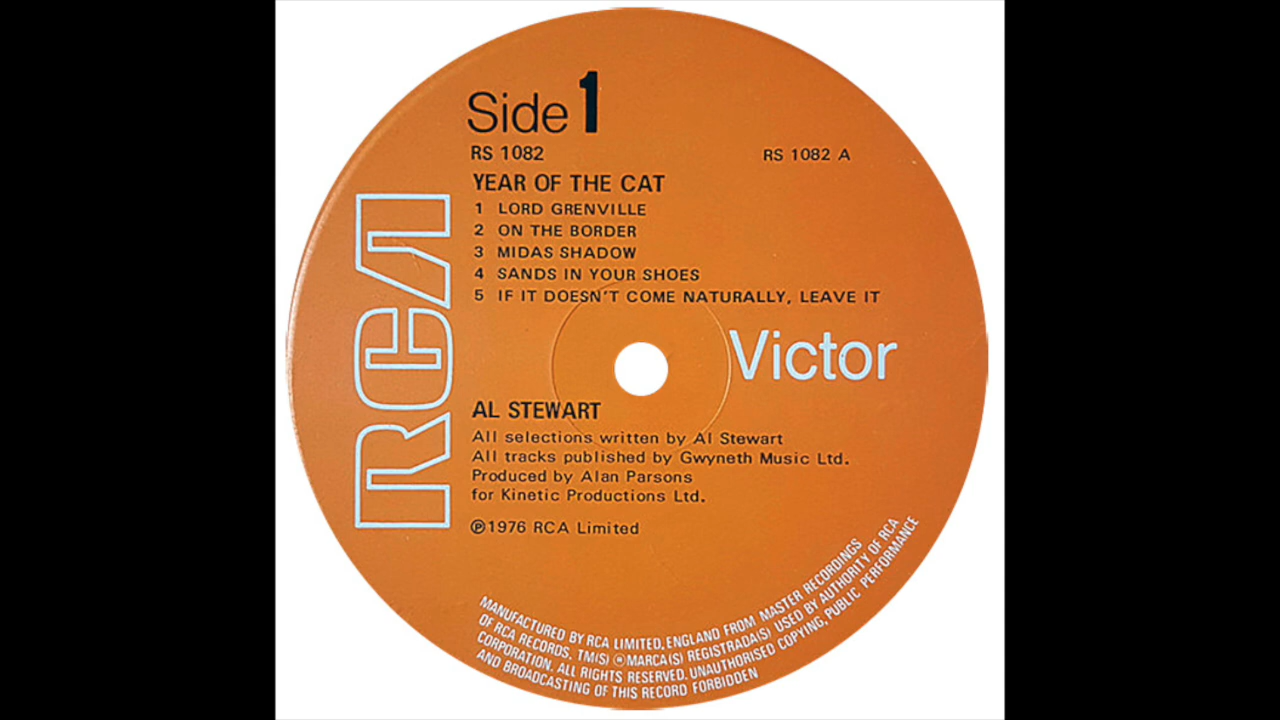 Side 1
RS 1082
RS 1082 A
YEAR OF THE CAT
1 LORD GRENVILLE
2 ON THE BORDER
3 MIDAS SHADOW
4 SANDS IN YOUR SHOES
5 IF IT DOESN'T COME NATURALLY, LEAVE IT
RCA
Victor
AL STEWART
All selections written by Al Stewart
All tracks published by Gwyneth Music Ltd.
Produced by Alan Parsons
for Kinetic Productions Ltd.
℗1976 RCA Limited
MANUFACTURED BY RCA LIMITED, ENGLAND FROM MASTER RECORDINGS
OF RCA RECORDS. TM(S) ® MARCA(S) REGISTRADA(S) USED BY AUTHORITY OF RCA
CORPORATION. ALL RIGHTS RESERVED. UNAUTHORISED COPYING, PUBLIC PERFORMANCE
AND BROADCASTING OF THIS RECORD FORBIDDEN